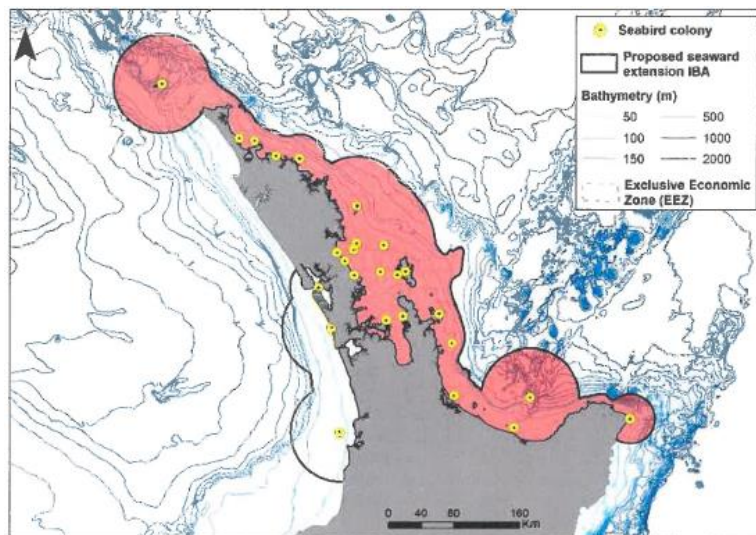 Seabird colony
Proposed seaward
extension IBA
Bathymetry (m)
50 500
100 1000
150 2000
Exclusive Economic
Zone (EEZ)
0 40 80 160
Km